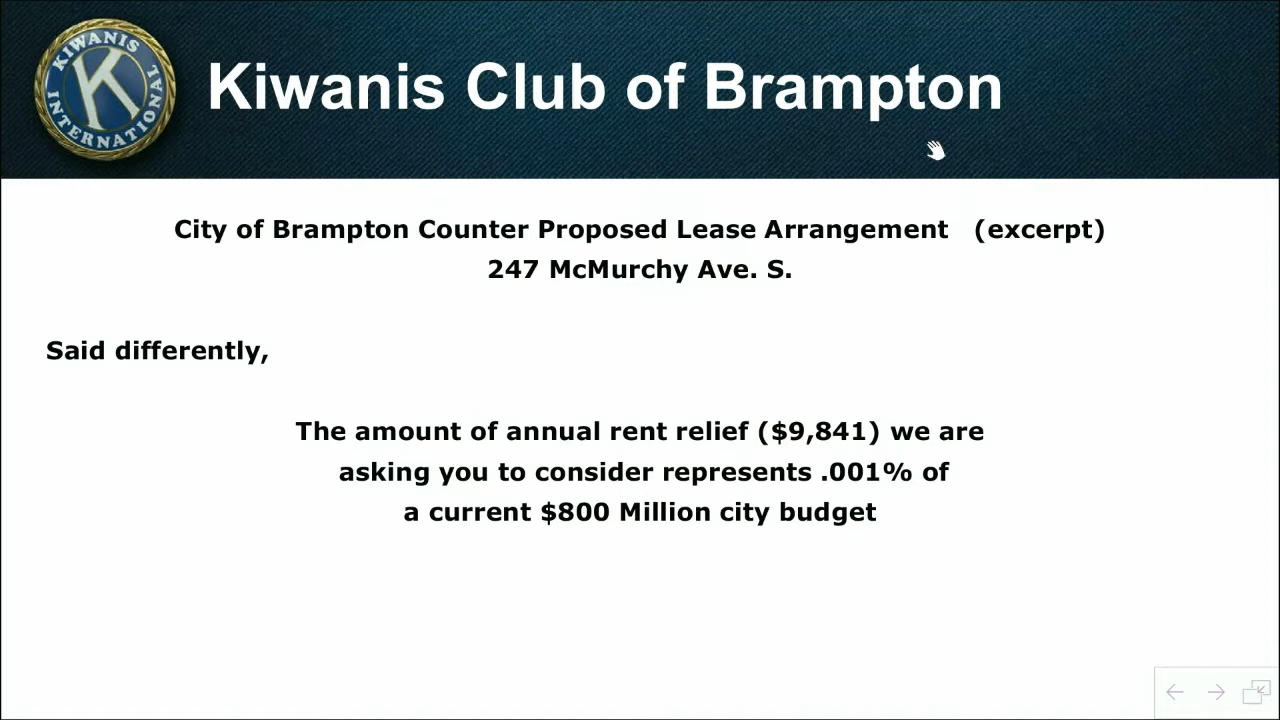 KIWANIS
K
INTERNATIONAL
Kiwanis Club of Brampton
City of Brampton Counter Proposed Lease Arrangement (excerpt)
247 McMurchy Ave. S.
Said differently,
The amount of annual rent relief ($9,841) we are
asking you to consider represents .001% of
a current $800 Million city budget